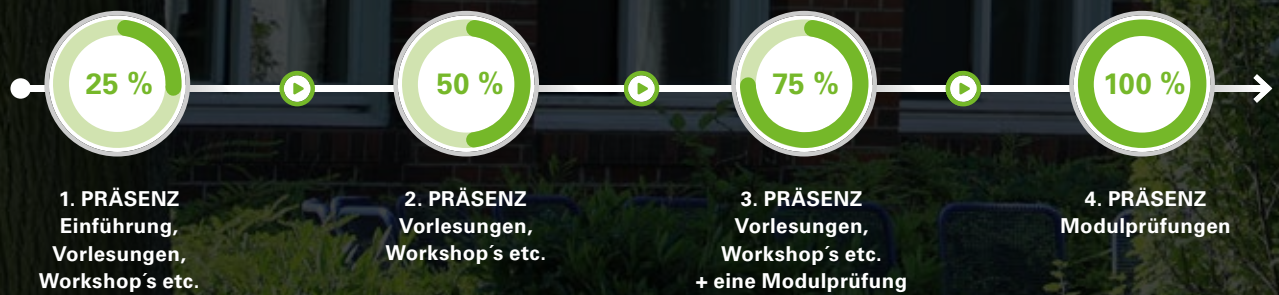 25 %
50 %
75 %
100 %
1. PRÄSENZ
Einführung,
Vorlesungen,
Workshop´s etc.
2. PRÄSENZ
Vorlesungen,
Workshop´s etc.
3. PRÄSENZ
Vorlesungen,
Workshop´s etc.
+ eine Modulprüfung
4. PRÄSENZ
Modulprüfungen